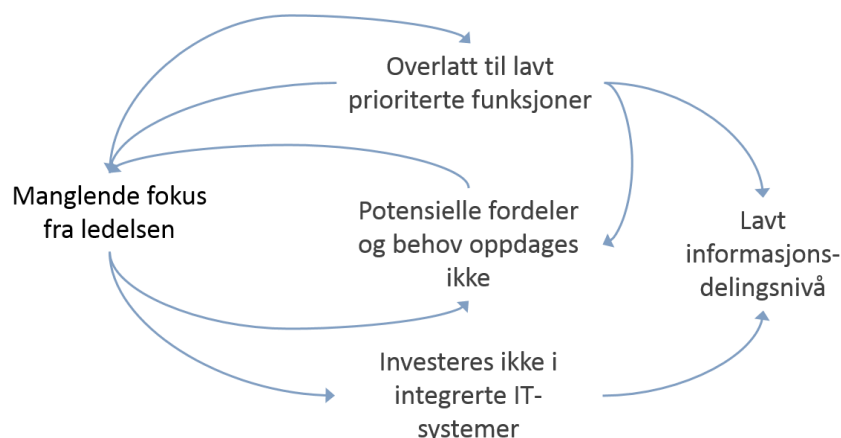 Overlatt til lavt
prioriterte funksjoner
Manglende fokus
fra ledelsen
Potensielle fordeler
og behov oppdages
ikke
Lavt
informasjons-
delingsnivå
Investeres ikke i
integrerte IT-
systemer